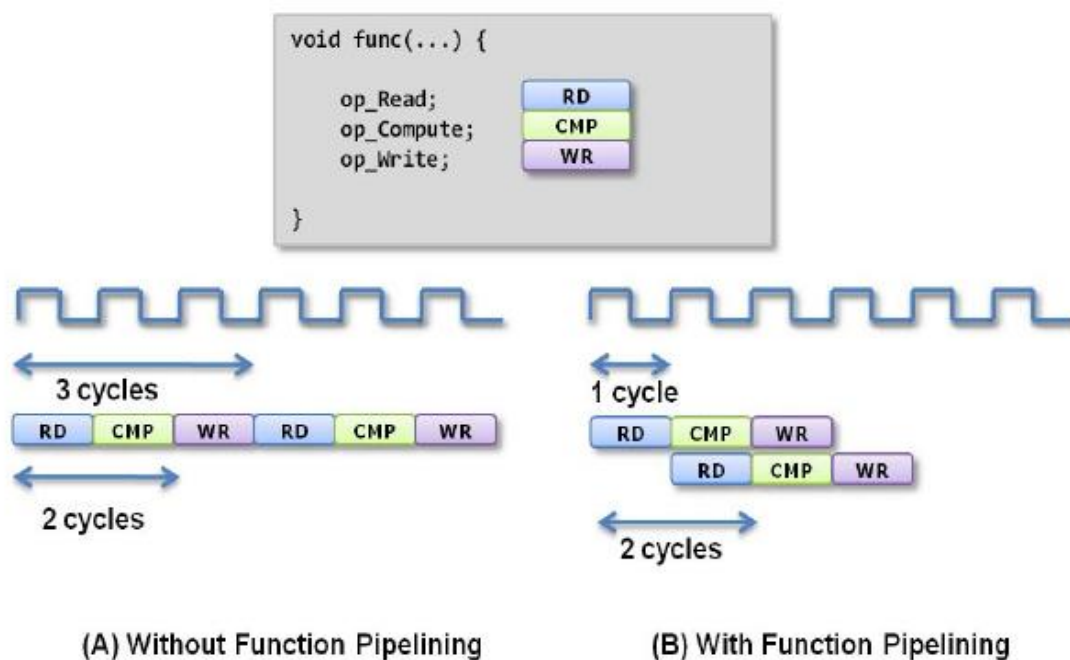 void func(...) {
op_Read;
RD
op_Compute;
CMP
op_Write;
WR
}
3 cycles
RD CMP WR RD CMP WR
2 cycles
(A) Without Function Pipelining
1 cycle
RD CMP WR
RD CMP WR
2 cycles
(B) With Function Pipelining